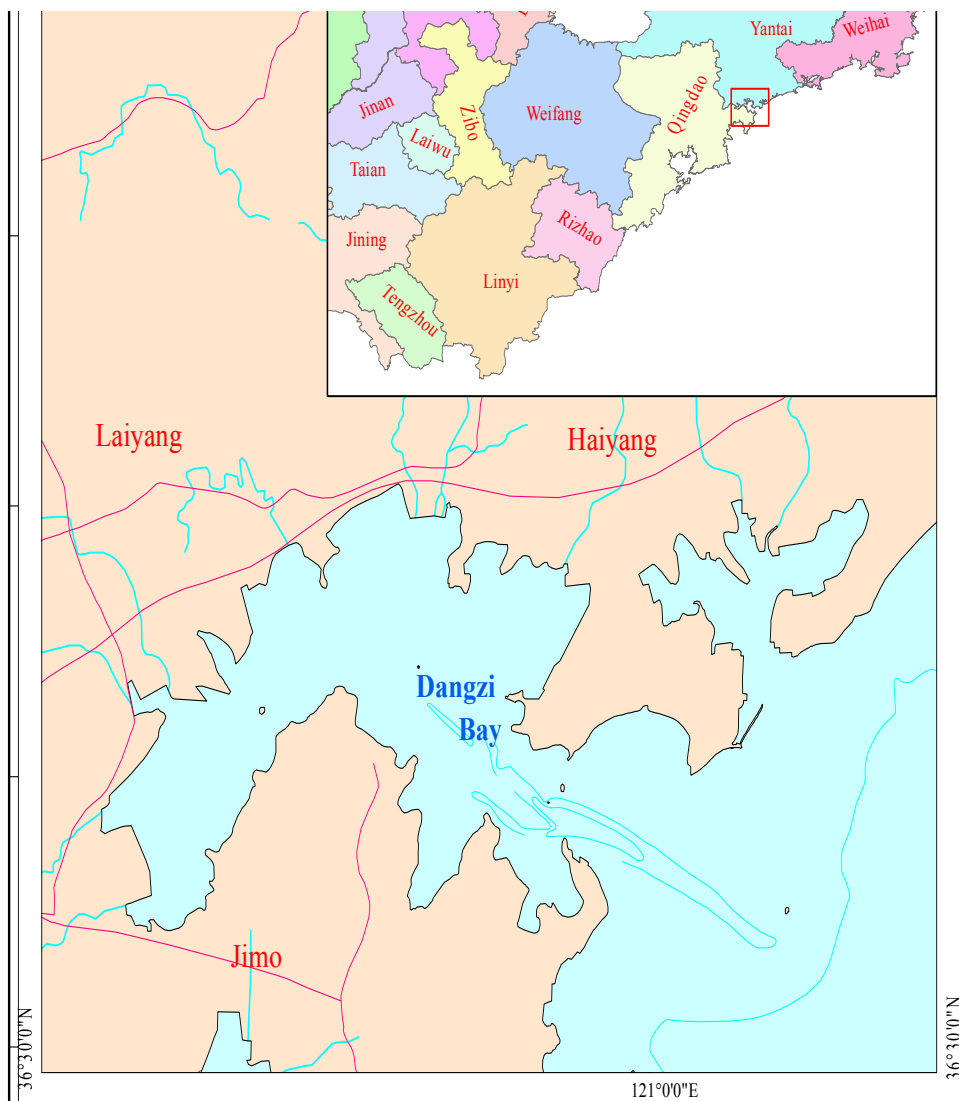 Yantai
Weihai
Jinan
Zibo
Weifang
Qingdao
Laiwu
Taian
Jining
Rizhao
Linyi
Tengzhou
Laiyang
Haiyang
Dangzi
Bay
Jimo
36°30'0"N
36°30'0"N
121°0'0"E